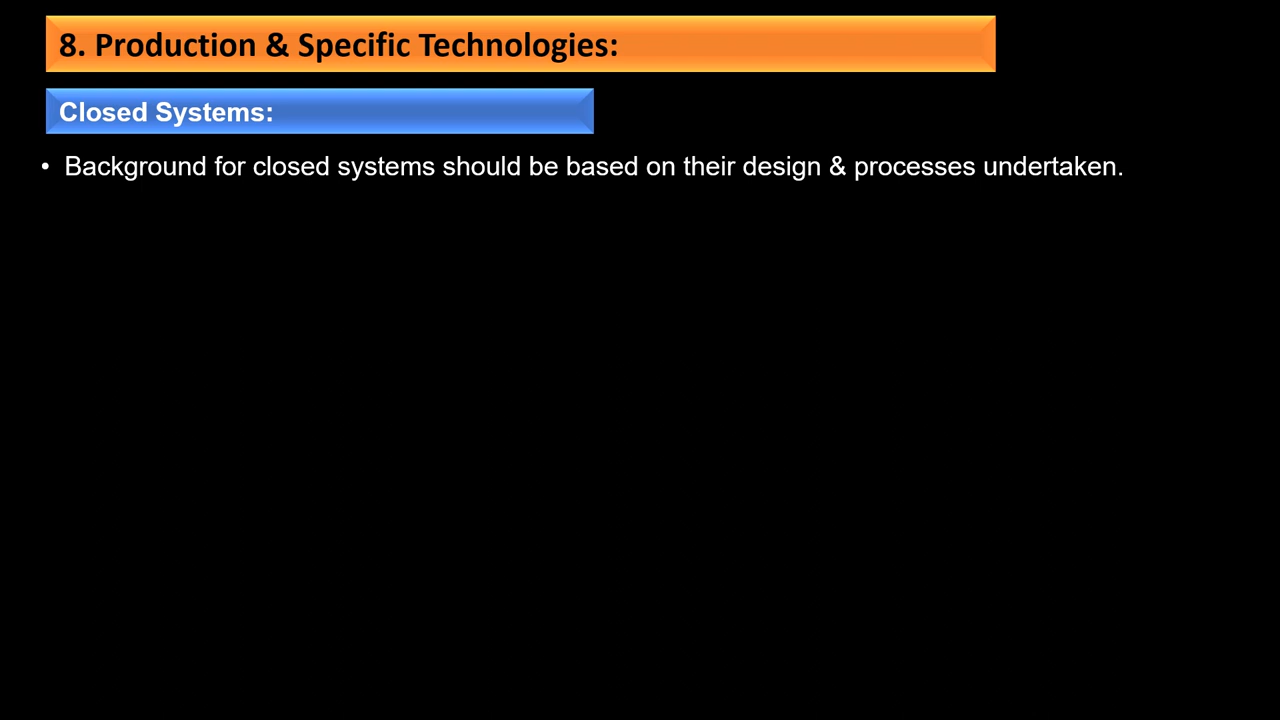 8. Production & Specific Technologies:
Closed Systems:
• Background for closed systems should be based on their design & processes undertaken.